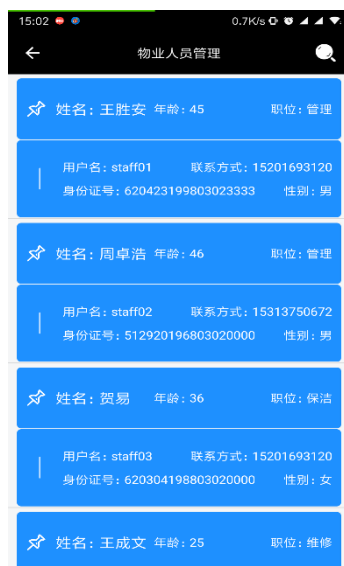 15:02 0.7K/s
物业人员管理
姓名：王胜安 年龄：45 职位：管理
用户名：staff01 联系方式：15201693120
身份证号：620423199803023333 性别：男
姓名：周卓浩 年龄：46 职位：管理
用户名：staff02 联系方式：15313750672
身份证号：512920196803020000 性别：男
姓名：贺易 年龄：36 职位：保洁
用户名：staff03 联系方式：15201693120
身份证号：620304198803020000 性别：女
姓名：王成文 年龄：25 职位：维修